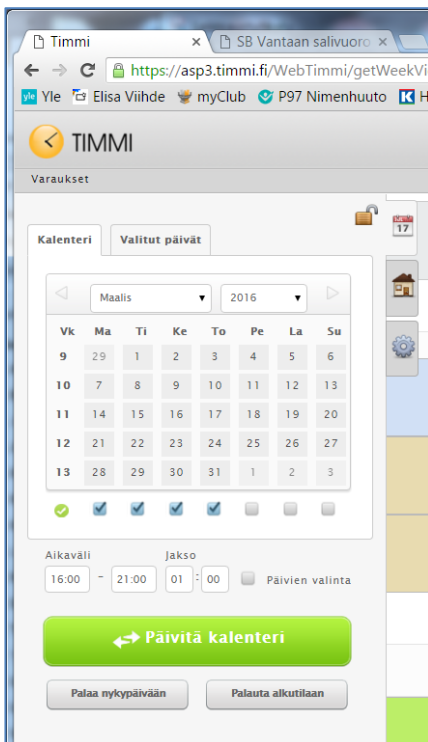 Timmi
SB Vantaan salivuoro
https://asp3.timmi.fi/WebTimmi/getWeekVi
yle Yle Elisa Viihde myClub P97 Nimenhuuto K H
TIMMI
Varaukset
17
Kalenteri Valitut päivät
Maalis 2016
Vk Ma Ti Ke To Pe La Su
9 29 1 2 3 4 5 6
10 7 8 9 10 11 12 13
11 14 15 16 17 18 19 20
12 21 22 23 24 25 26 27
13 28 29 30 31 1 2 3
Aikaväli Jakso
16:00 - 21:00 01 : 00 Päivien valinta
Päivitä kalenteri
Palaa nykypäivään Palauta alkutilaan